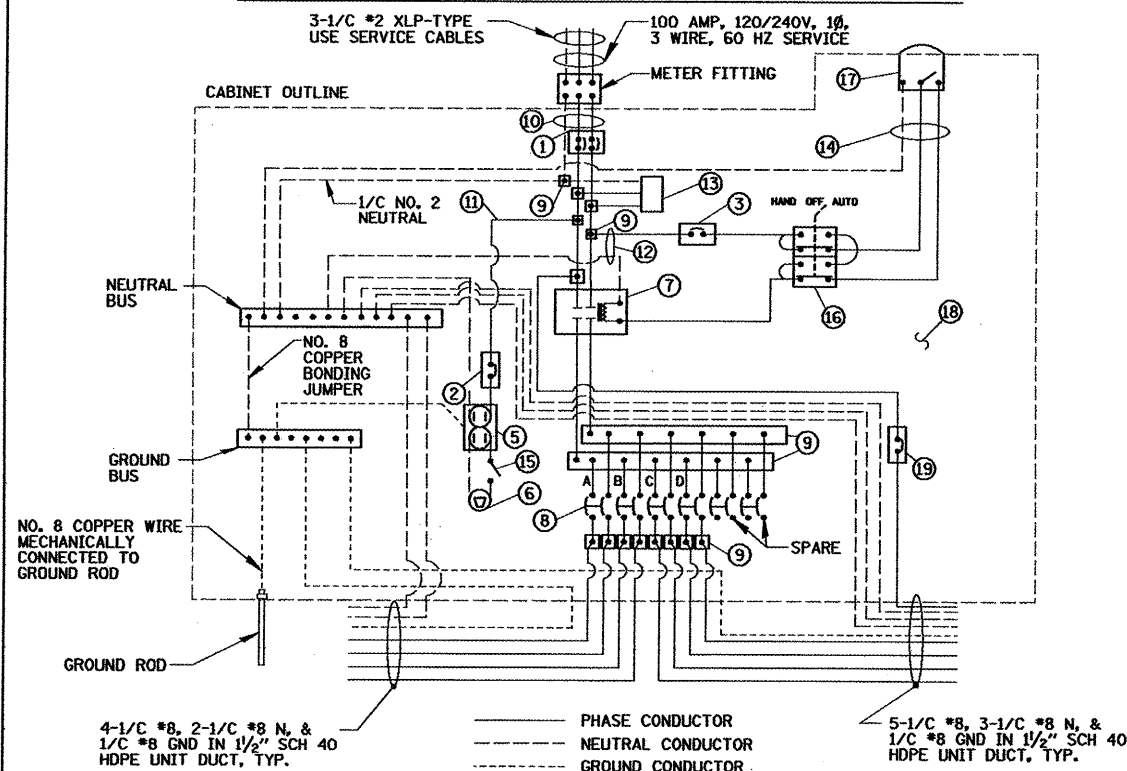 3-1/C #2 XLP-TYPE
USE SERVICE CABLES
100 AMP, 120/240V, 1Ø,
3 WIRE, 60 HZ SERVICE
METER FITTING
CABINET OUTLINE
17
10
1
14
13
1/C NO. 2
NEUTRAL
9
11
9
3
HAND OFF AUTO
12
NEUTRAL
BUS
7
16
18
NO. 8
COPPER
BONDING
JUMPER
2
5
9
GROUND
BUS
15
19
A B C D
6
8
NO. 8 COPPER WIRE
MECHANICALLY
CONNECTED TO
GROUND ROD
9
SPARE
GROUND ROD
4-1/C #8, 2-1/C #8 N, &
1/C #8 GND IN 1½" SCH 40
HDPE UNIT DUCT, TYP.
PHASE CONDUCTOR
NEUTRAL CONDUCTOR
GROUND CONDUCTOR
5-1/C #8, 3-1/C #8 N, &
1/C #8 GND IN 1½" SCH 40
HDPE UNIT DUCT, TYP.